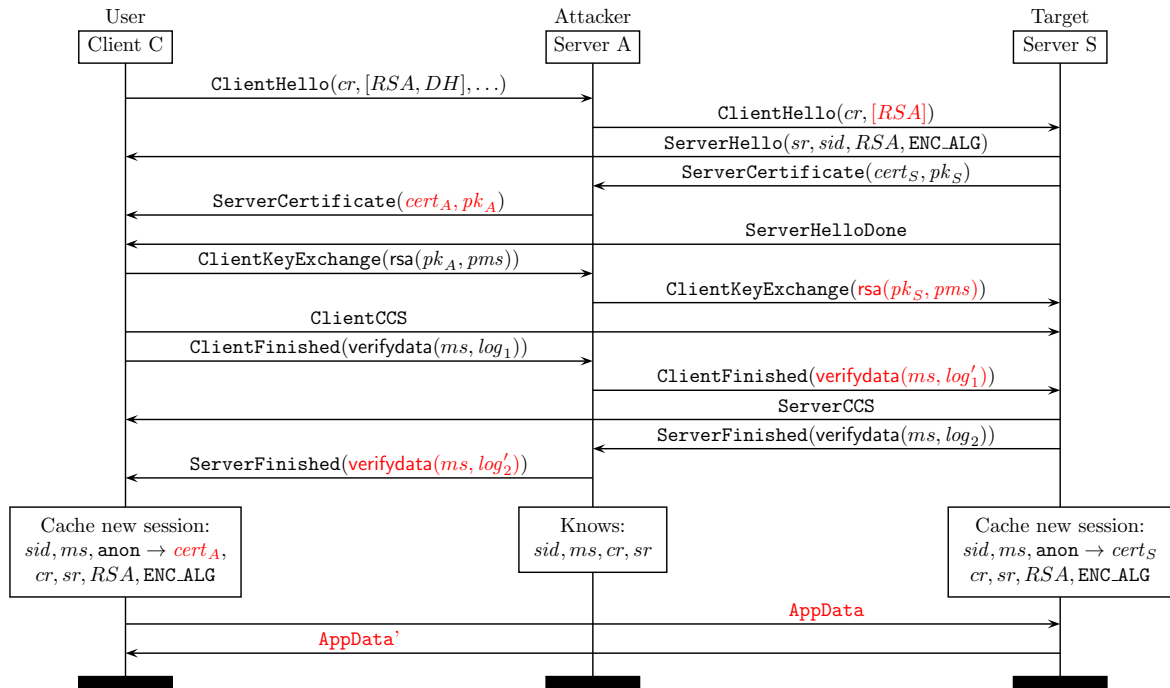 User Attacker Target
Client C Server A Server S
ClientHello(cr, [RSA, DH], ...)
ClientHello(cr, [RSA])
ServerHello(sr, sid, RSA, ENC_ALG)
ServerCertificate(cert_S, pk_S)
ServerCertificate(cert_A, pk_A)
ServerHelloDone
ClientKeyExchange(rsa(pk_A, pms))
ClientKeyExchange(rsa(pk_S, pms))
ClientCCS
ClientFinished(verifydata(ms, log_1))
ClientFinished(verifydata(ms, log'_1))
ServerCCS
ServerFinished(verifydata(ms, log_2))
ServerFinished(verifydata(ms, log'_2))
Cache new session:
sid, ms, anon → cert_A,
cr, sr, RSA, ENC_ALG
Knows:
sid, ms, cr, sr
Cache new session:
sid, ms, anon → cert_S
cr, sr, RSA, ENC_ALG
AppData
AppData'